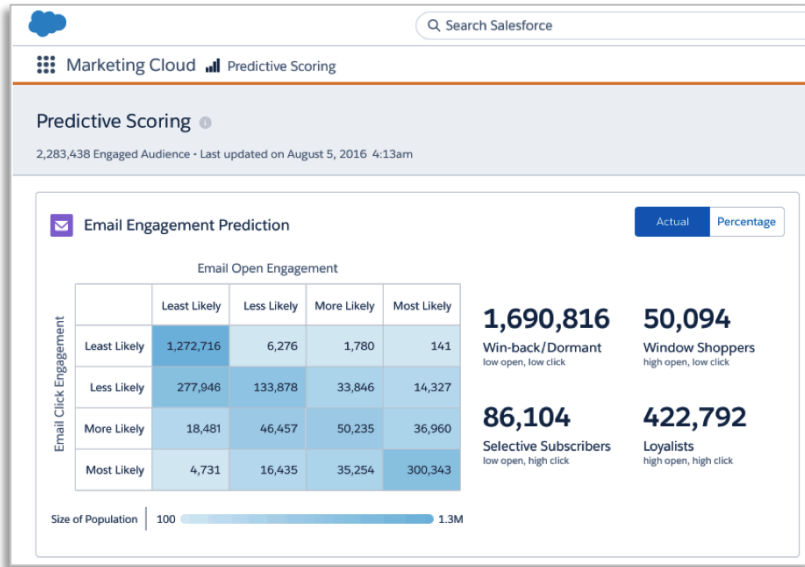 Search Salesforce
Marketing Cloud Predictive Scoring
Predictive Scoring
2,283,438 Engaged Audience • Last updated on August 5, 2016 4:13am
Email Engagement Prediction
Actual Percentage
Email Open Engagement
Least Likely Less Likely More Likely Most Likely
Email Click Engagement
Least Likely 1,272,716 6,276 1,780 141
Less Likely 277,946 133,878 33,846 14,327
More Likely 18,481 46,457 50,235 36,960
Most Likely 4,731 16,435 35,254 300,343
Size of Population 100 1.3M
1,690,816 50,094
Win-back/Dormant Window Shoppers
low open, low click high open, low click
86,104 422,792
Selective Subscribers Loyalists
low open, high click high open, high click